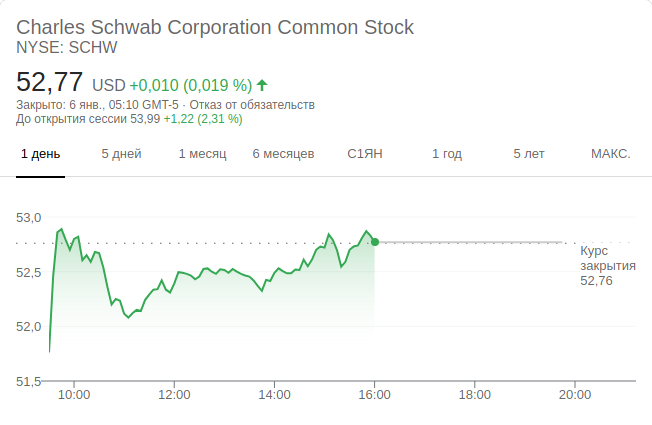 Charles Schwab Corporation Common Stock
NYSE: SCHW
52,77 USD +0,010 (0,019 %)
Закрыто: 6 янв., 05:10 GMT-5 · Отказ от обязательств
До открытия сессии 53,99 +1,22 (2,31 %)
1 день 5 дней 1 месяц 6 месяцев С1ЯН 1 год 5 лет МАКС.
53,0
Курс
закрытия
52,76
52,5
52,0
51,5
10:00 12:00 14:00 16:00 18:00 20:00